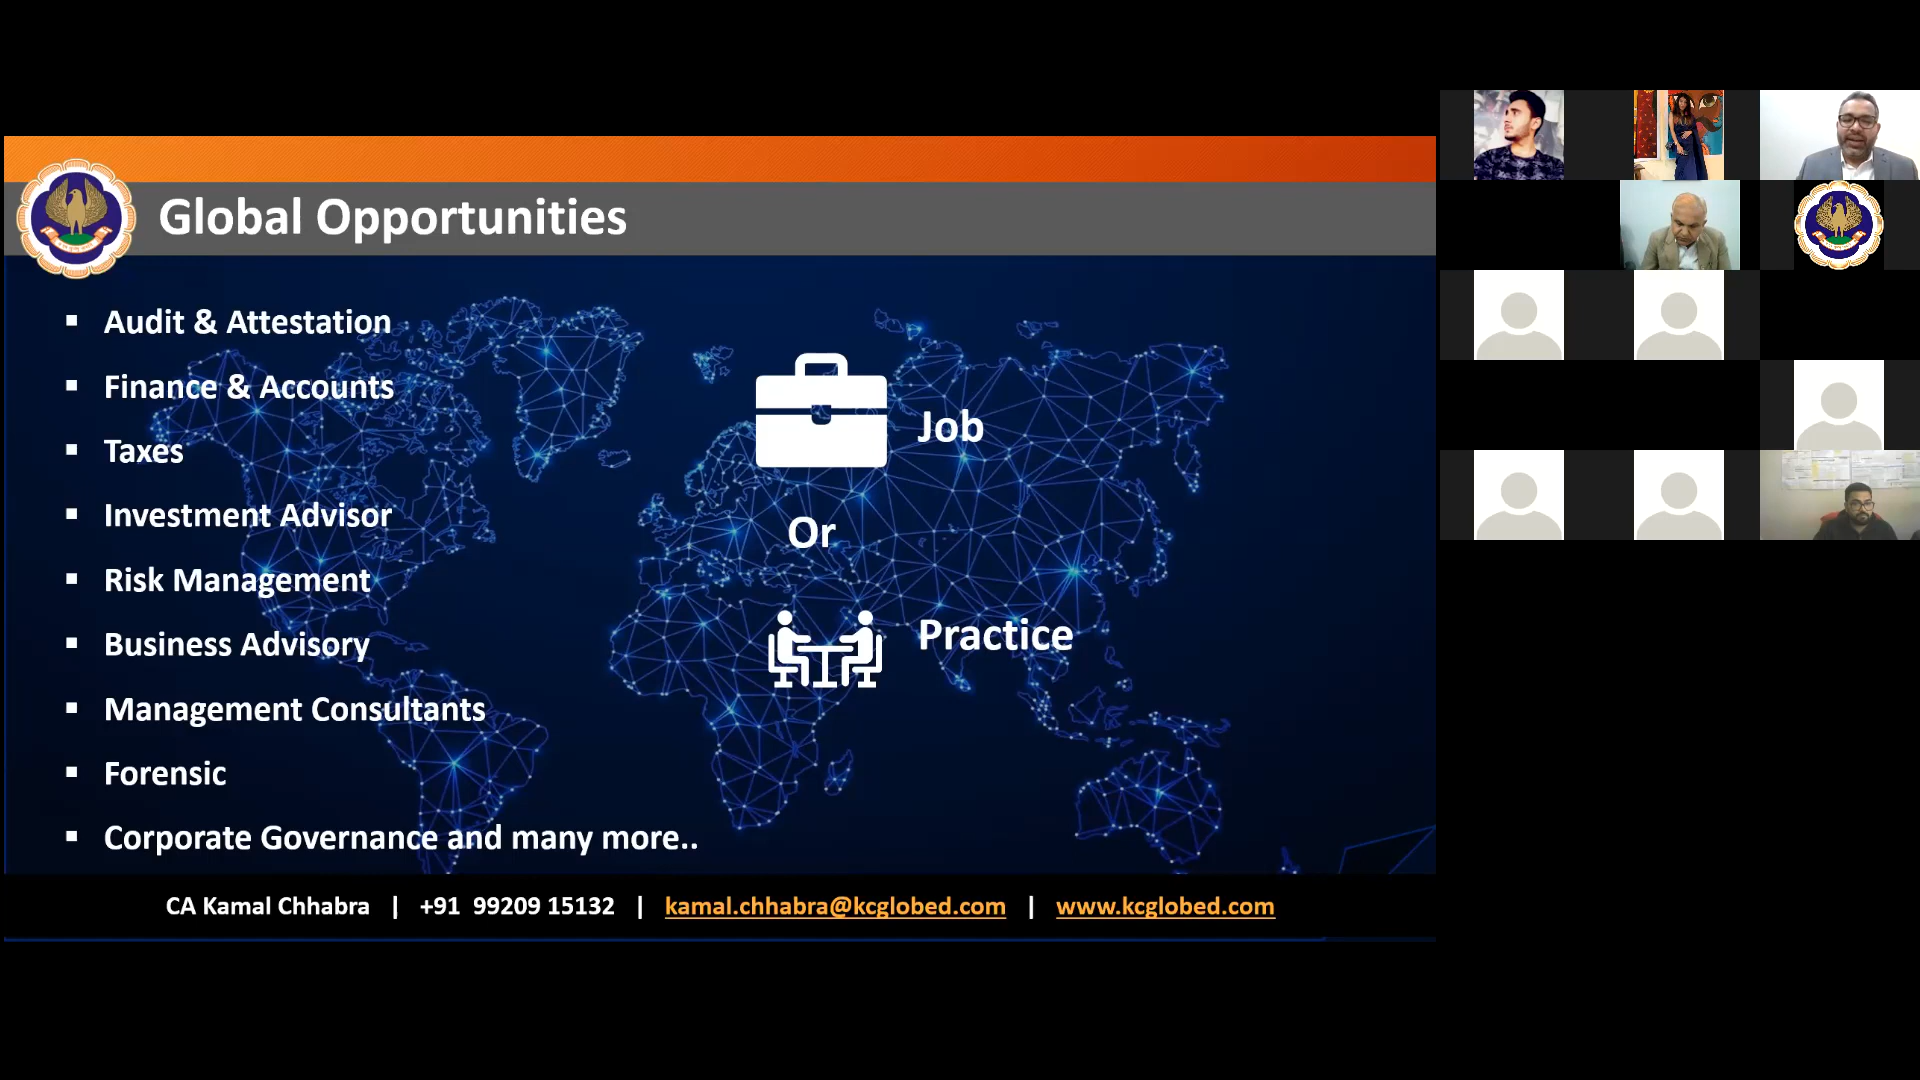 Global Opportunities
▪ Audit & Attestation
▪ Finance & Accounts
▪ Taxes
▪ Investment Advisor
▪ Risk Management
▪ Business Advisory
▪ Management Consultants
▪ Forensic
▪ Corporate Governance and many more..
Job
Or
Practice
CA Kamal Chhabra | +91 99209 15132 | kamal.chhabra@kcglobed.com | www.kcglobed.com